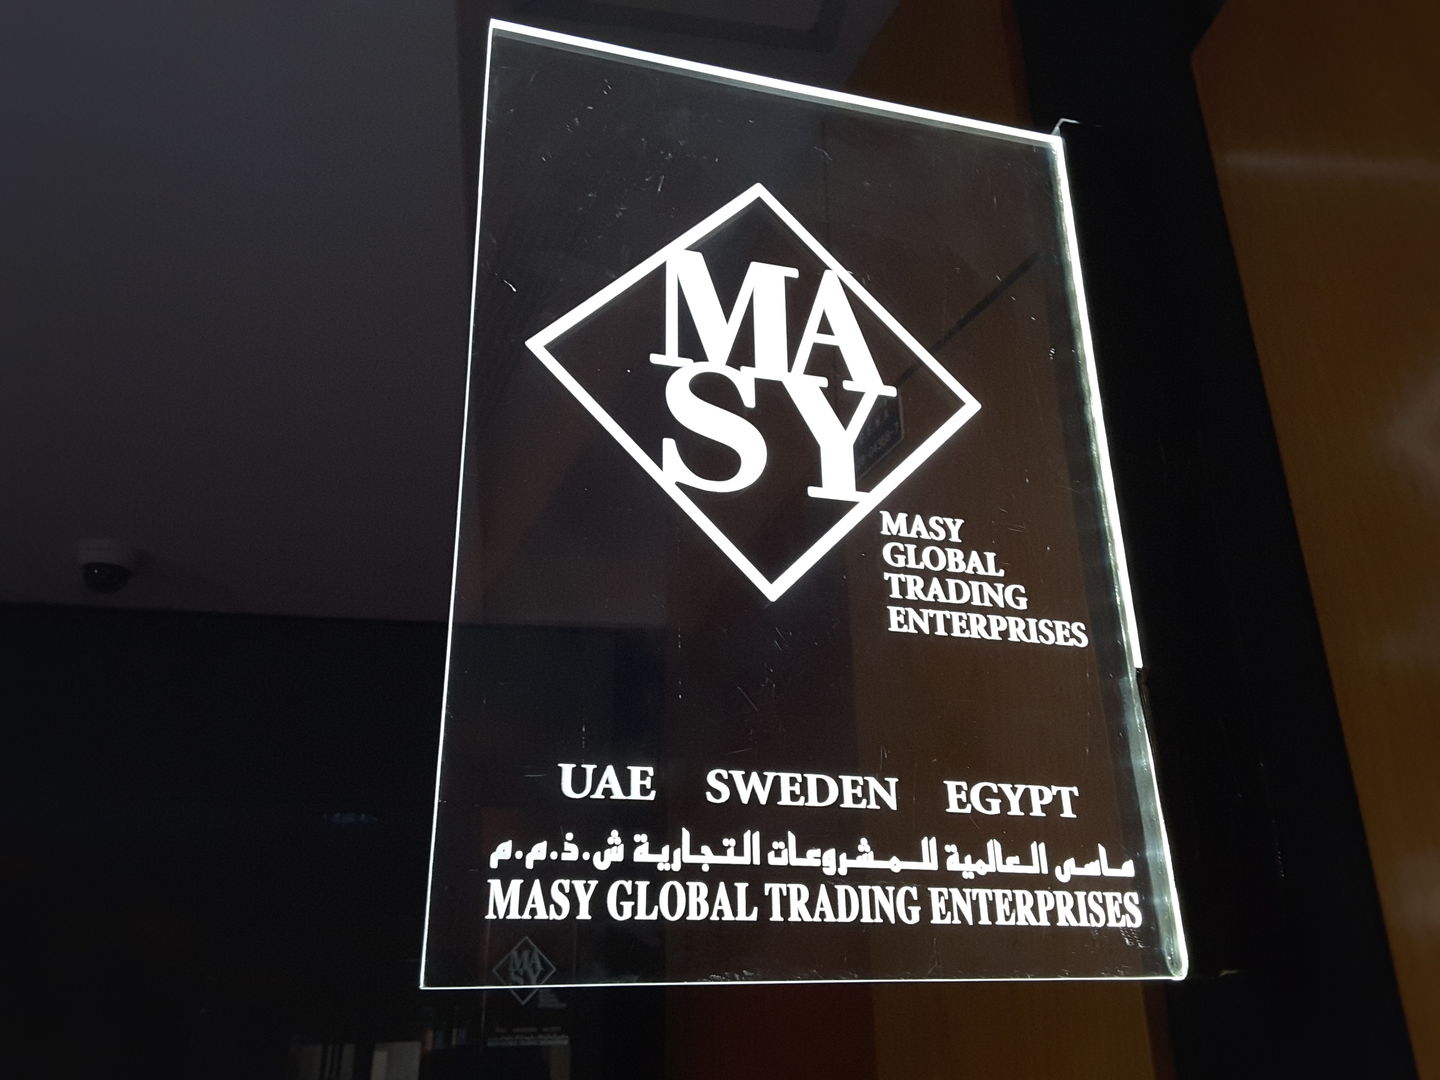 MA
SY
MASY
GLOBAL
TRADING
ENTERPRISES
UAE SWEDEN EGYPT
ماسى العالمية للمشروعات التجارية ش.ذ.م.م
MASY GLOBAL TRADING ENTERPRISES